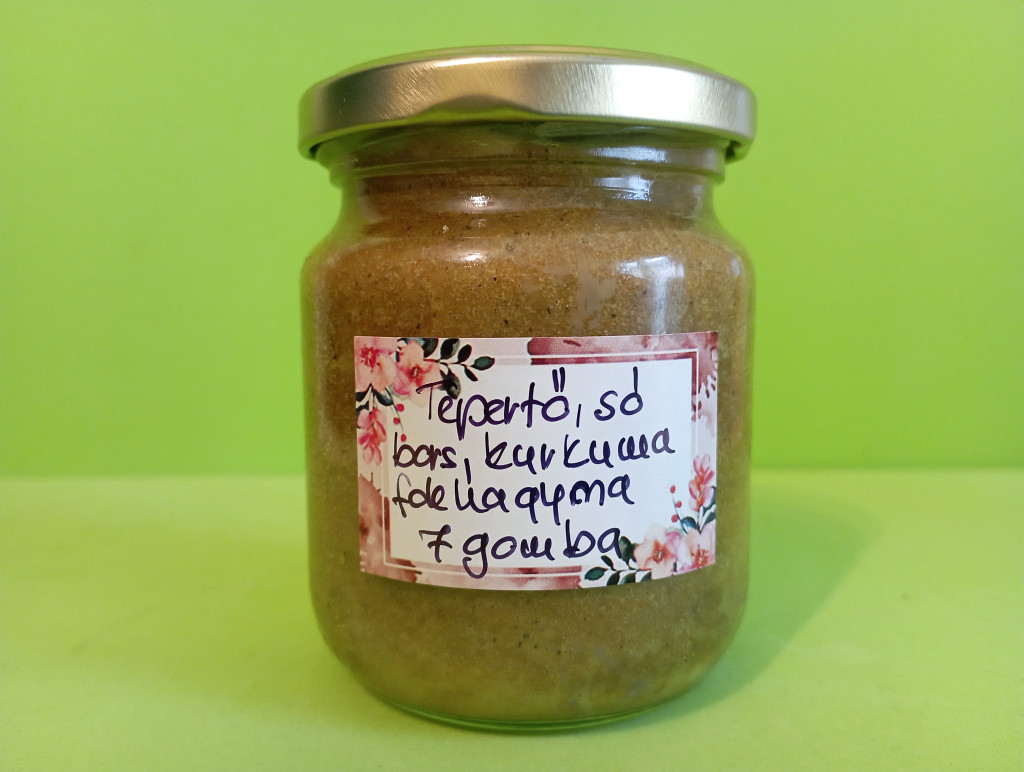 Tepertő, só
bors, kurkuma
fokhagyma
7 gomba